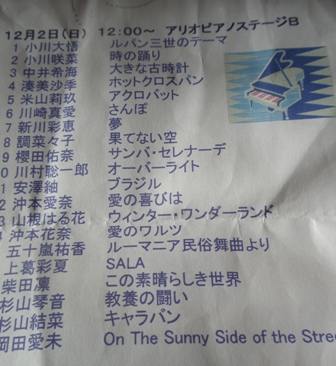 12月2日(日) 12:00～ アリオピアノステージB
1 小川大悟 ルパン三世のテーマ
2 小川咲菜 時の踊り
3 中井希海 大きな古時計
4 湊美沙季 ホットクロスバン
5 米山莉玖 アクロバット
6 川崎真愛 さんぽ
7 新川彩恵 夢
8 調菜々子 果てない空
9 櫻田佑奈 サンバ・セレナーデ
0 川村聡一郎 オーバーライト
1 安澤紬 ブラジル
2 沖本愛奈 愛の喜びは
3 山根はる花 ウィンター・ワンダーランド
沖本花奈 愛のワルツ
五十嵐祐香 ルーマニア民俗舞曲より
上葛彩夏 SALA
柴田凛 この素晴らしき世界
杉山琴音 教養の闘い
杉山結菜 キャラバン
岡田愛未 On The Sunny Side of the Stree